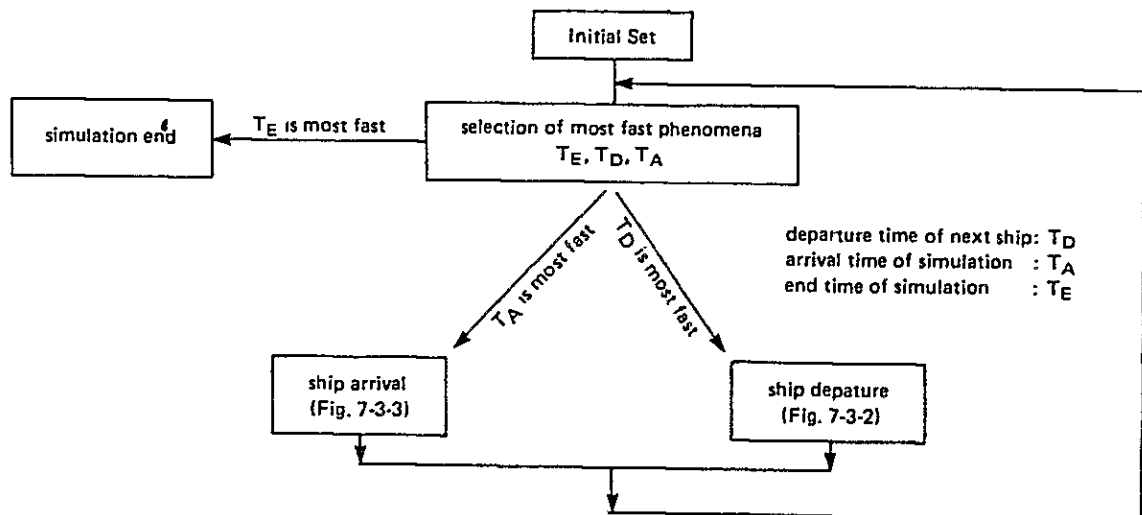 Initial Set
simulation end
T_E is most fast
selection of most fast phenomena
T_E, T_D, T_A
T_A is most fast
T_D is most fast
departure time of next ship: T_D
arrival time of simulation : T_A
end time of simulation : T_E
ship arrival
(Fig. 7-3-3)
ship depature
(Fig. 7-3-2)